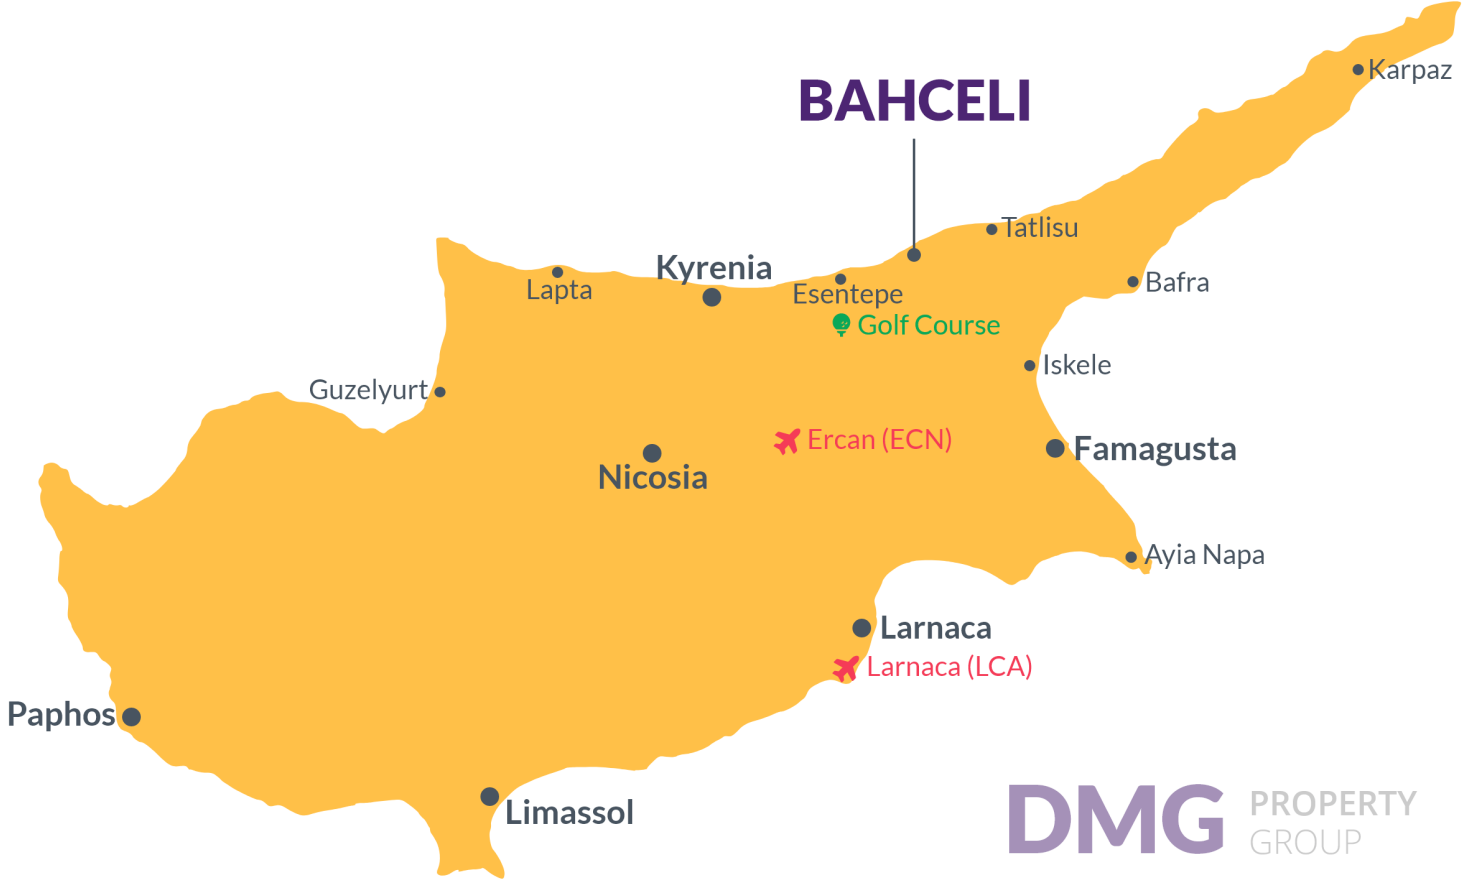 Karpaz
BAHCELI
Tatlisu
Kyrenia
Lapta
Esentepe
Bafra
Golf Course
Iskele
Guzelyurt
Ercan (ECN)
Famagusta
Nicosia
Ayia Napa
Larnaca
Larnaca (LCA)
Paphos
Limassol
DMG PROPERTY
GROUP